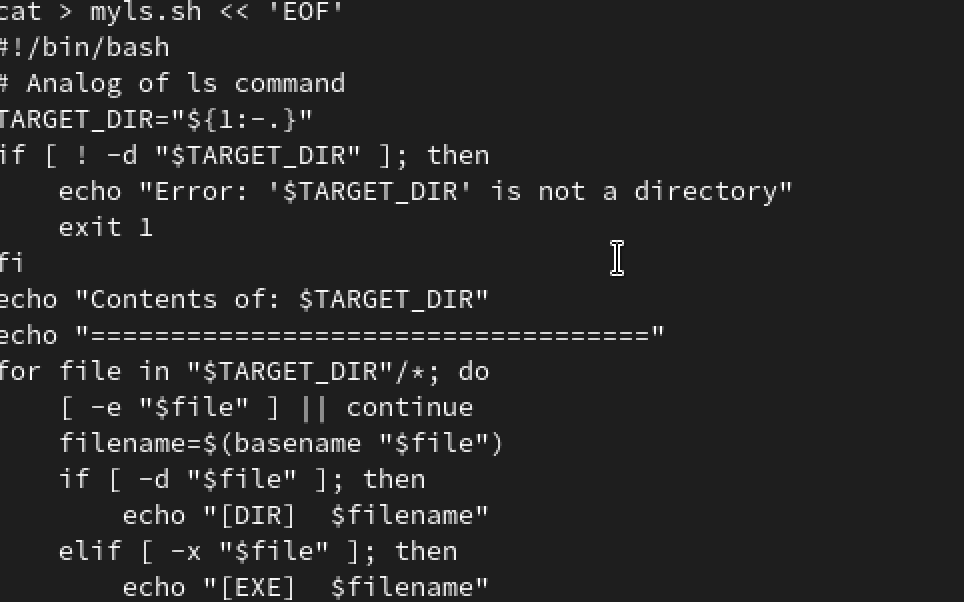 cat > myls.sh << 'EOF'
#!/bin/bash
# Analog of ls command
TARGET_DIR="${1:-.}"
if [ ! -d "$TARGET_DIR" ]; then
    echo "Error: '$TARGET_DIR' is not a directory"
    exit 1
fi
echo "Contents of: $TARGET_DIR"
echo "==================================="
for file in "$TARGET_DIR"/*; do
    [ -e "$file" ] || continue
    filename=$(basename "$file")
    if [ -d "$file" ]; then
        echo "[DIR]  $filename"
    elif [ -x "$file" ]; then
        echo "[EXE]  $filename"